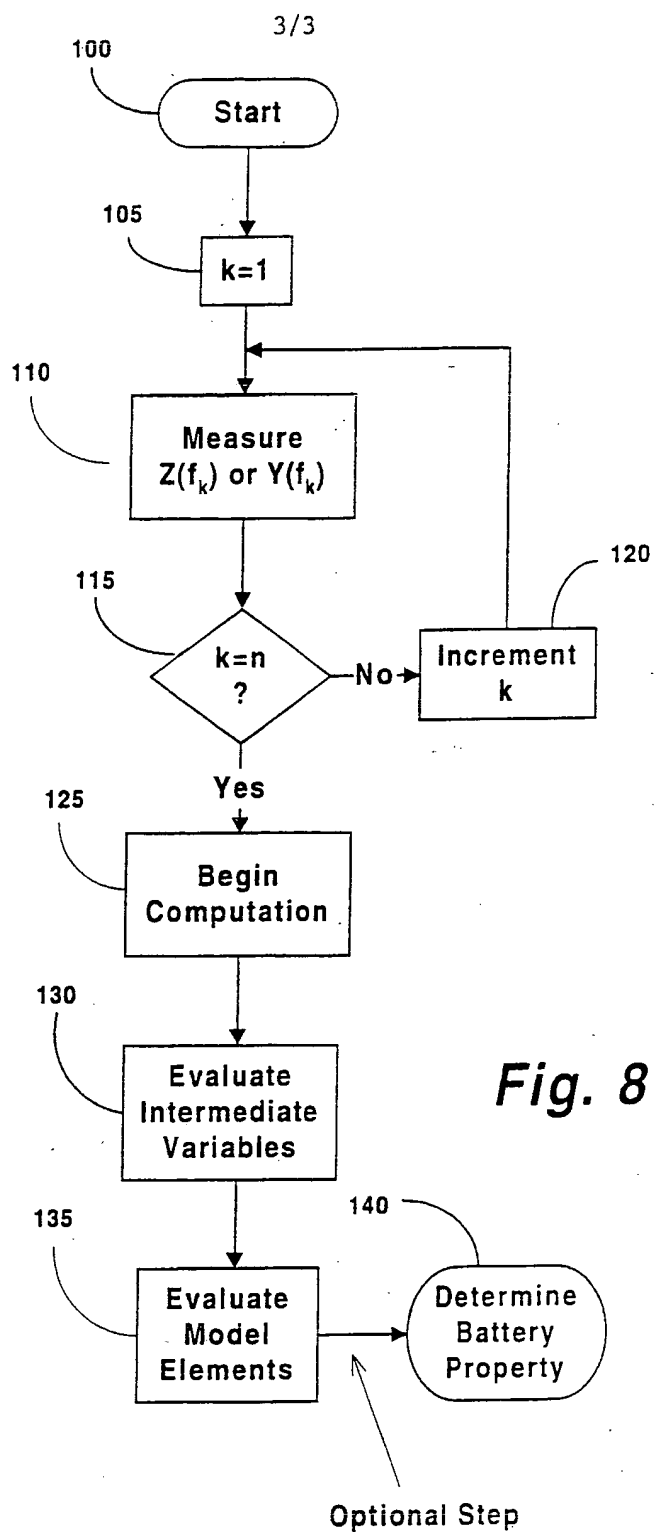 3/3
100
Start
105
k=1
110
Measure
Z(fₖ) or Y(fₖ)
115
k=n
?
No
120
Increment
k
Yes
125
Begin
Computation
130
Evaluate
Intermediate
Variables
Fig. 8
135
Evaluate
Model
Elements
140
Determine
Battery
Property
Optional Step